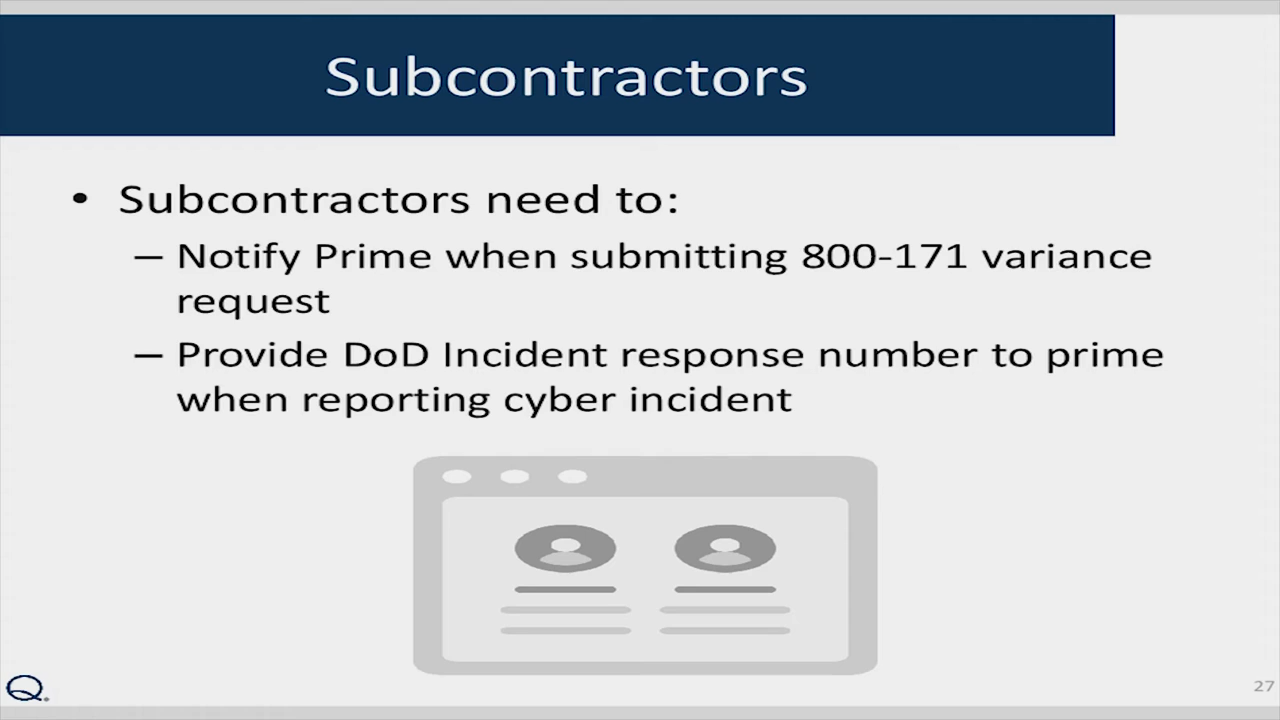 Subcontractors
• Subcontractors need to:
– Notify Prime when submitting 800-171 variance
request
– Provide DoD Incident response number to prime
when reporting cyber incident
Q
27